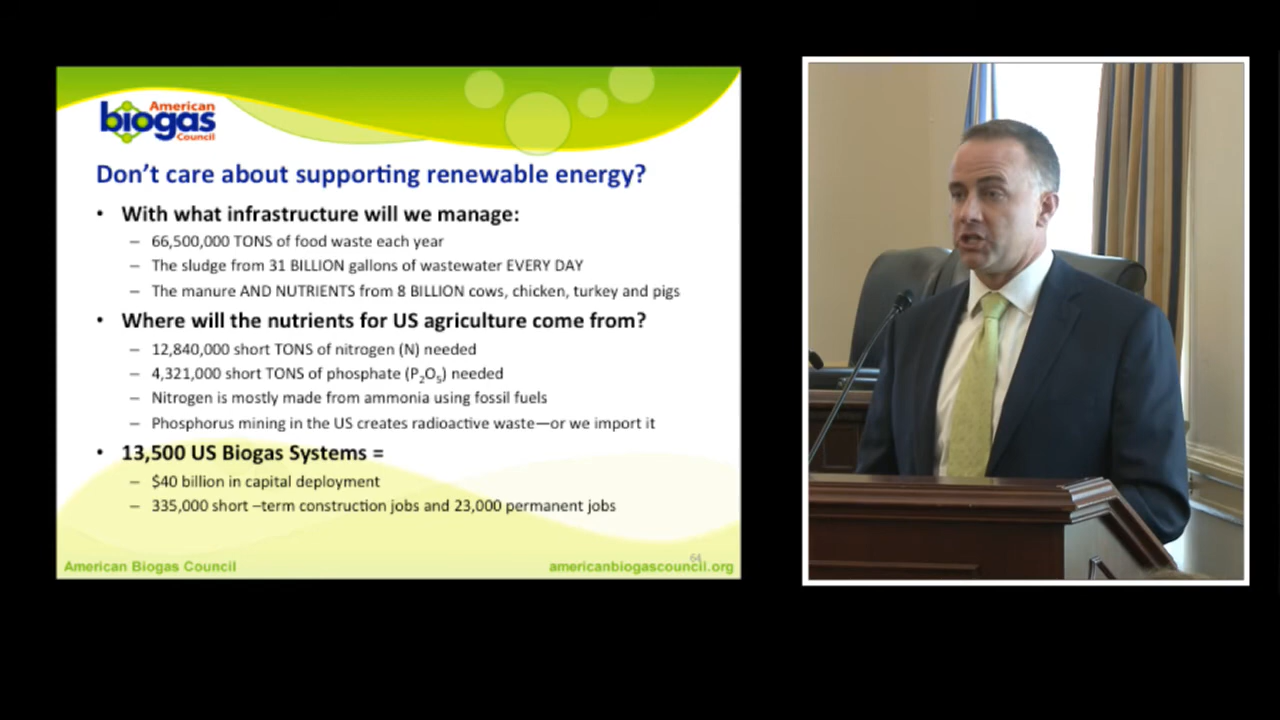 American
biogas
Council
Don't care about supporting renewable energy?
• With what infrastructure will we manage:
– 66,500,000 TONS of food waste each year
– The sludge from 31 BILLION gallons of wastewater EVERY DAY
– The manure AND NUTRIENTS from 8 BILLION cows, chicken, turkey and pigs
• Where will the nutrients for US agriculture come from?
– 12,840,000 short TONS of nitrogen (N) needed
– 4,321,000 short TONS of phosphate (P₂O₅) needed
– Nitrogen is mostly made from ammonia using fossil fuels
– Phosphorus mining in the US creates radioactive waste—or we import it
• 13,500 US Biogas Systems =
– $40 billion in capital deployment
– 335,000 short –term construction jobs and 23,000 permanent jobs
64
American Biogas Council americanbiogascouncil.org